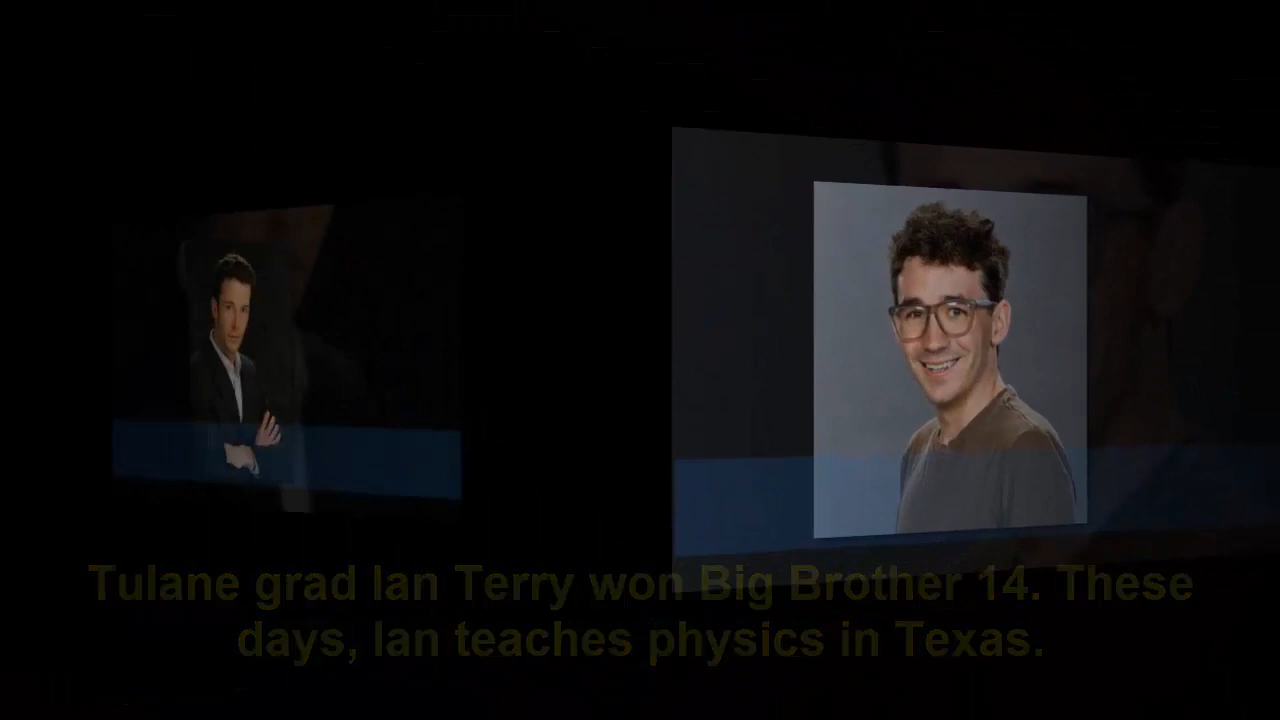 Tulane grad Ian Terry won Big Brother 14. These
days, Ian teaches physics in Texas.